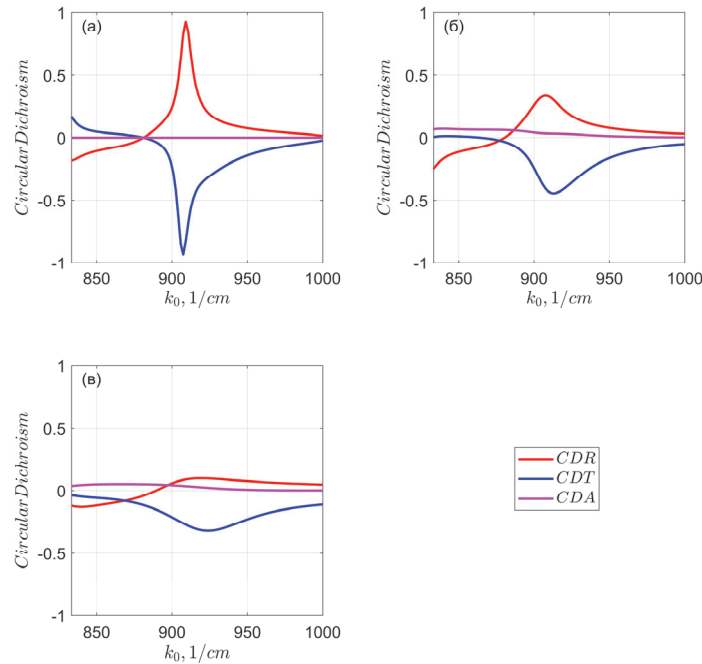 (а)
1
0.5
0
-0.5
-1
Circular Dichroism
850 900 950 1000
k0, 1/cm
(б)
1
0.5
0
-0.5
-1
Circular Dichroism
850 900 950 1000
k0, 1/cm
(в)
1
0.5
0
-0.5
-1
Circular Dichroism
850 900 950 1000
k0, 1/cm
CDR
CDT
CDA